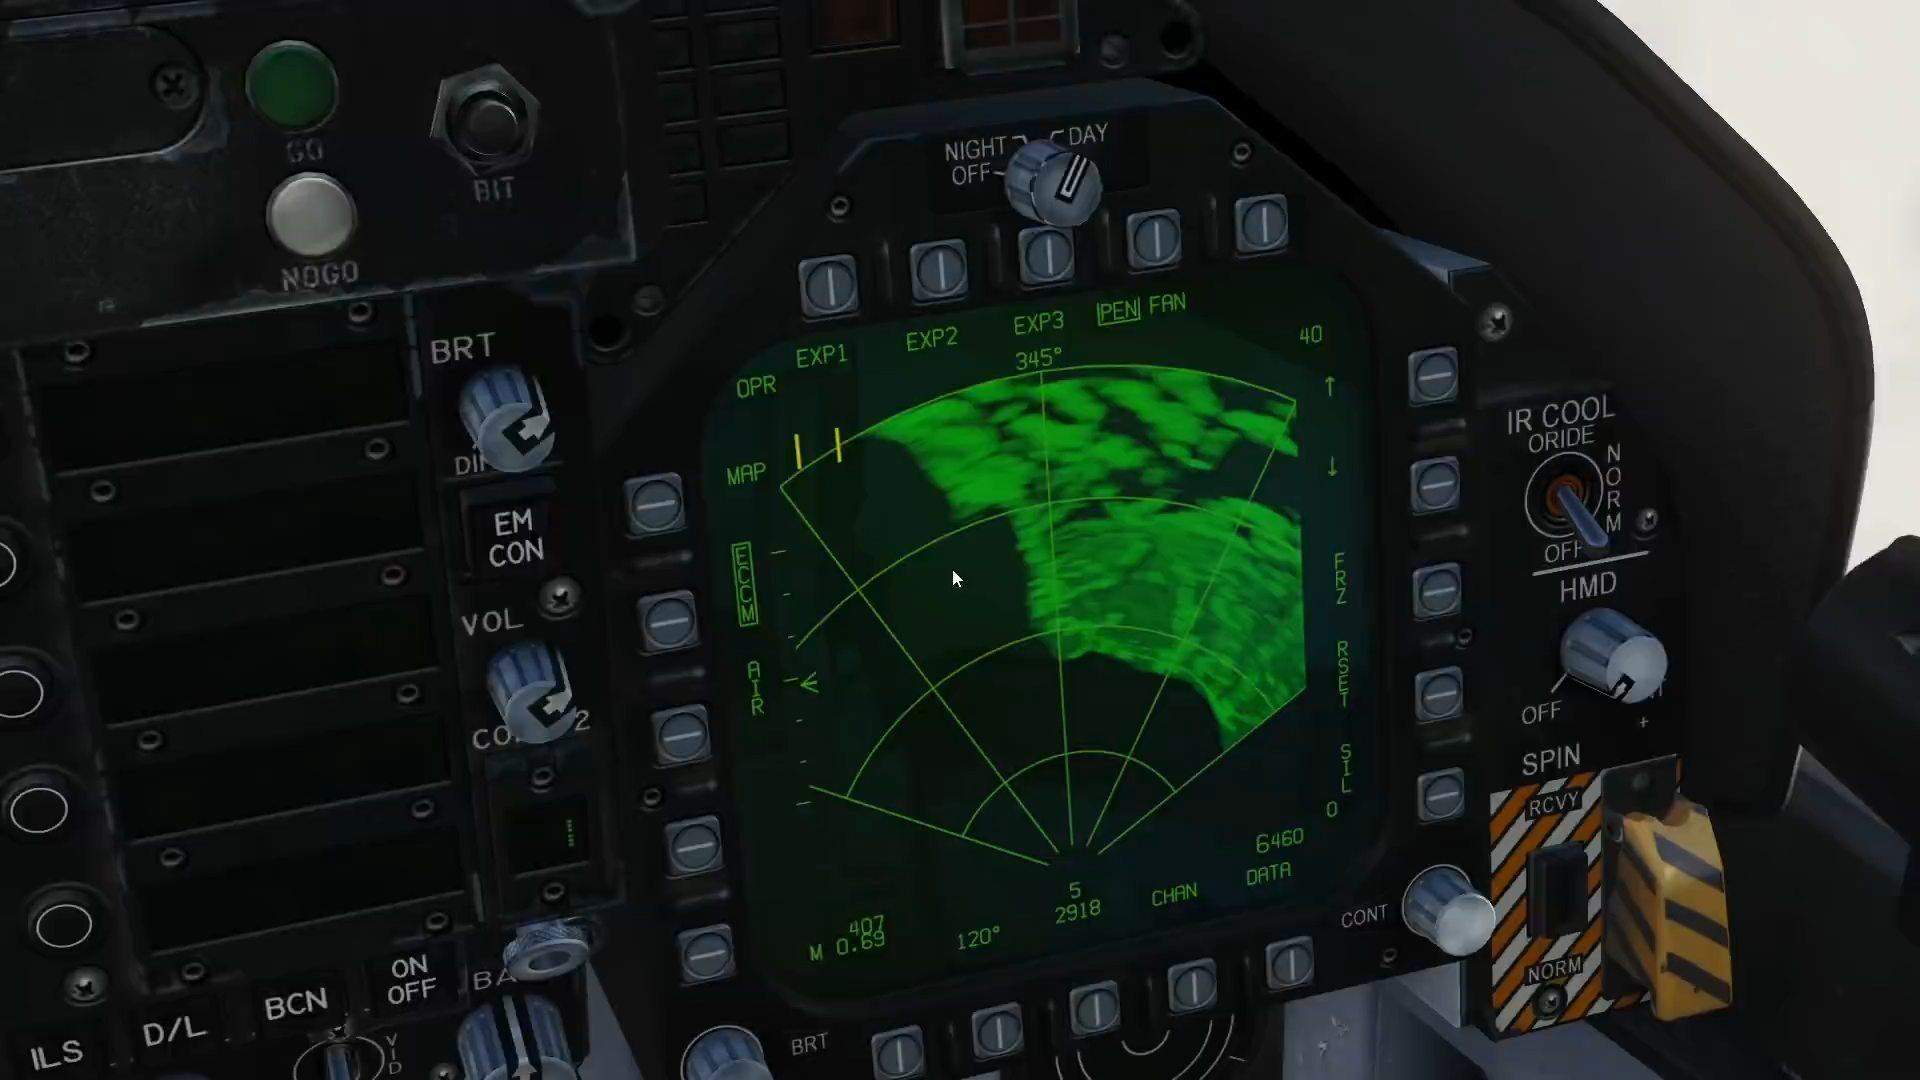 GO
NOGO
BIT
NIGHT
DAY
OFF
BRT
EM
CON
VOL
EXP1
EXP2
EXP3
PEN FAN
40
OPR
345°
MAP
ECCM
AIR
FRZ
RSET
SIL
0
6460
DATA
CHAN
5
2918
120°
407
M 0.69
IR COOL
ORIDE
NORM
OFF
HMD
OFF
+
SPIN
RCVY
NORM
CONT
BRT
ON
OFF
BCN
D/L
ILS
VID